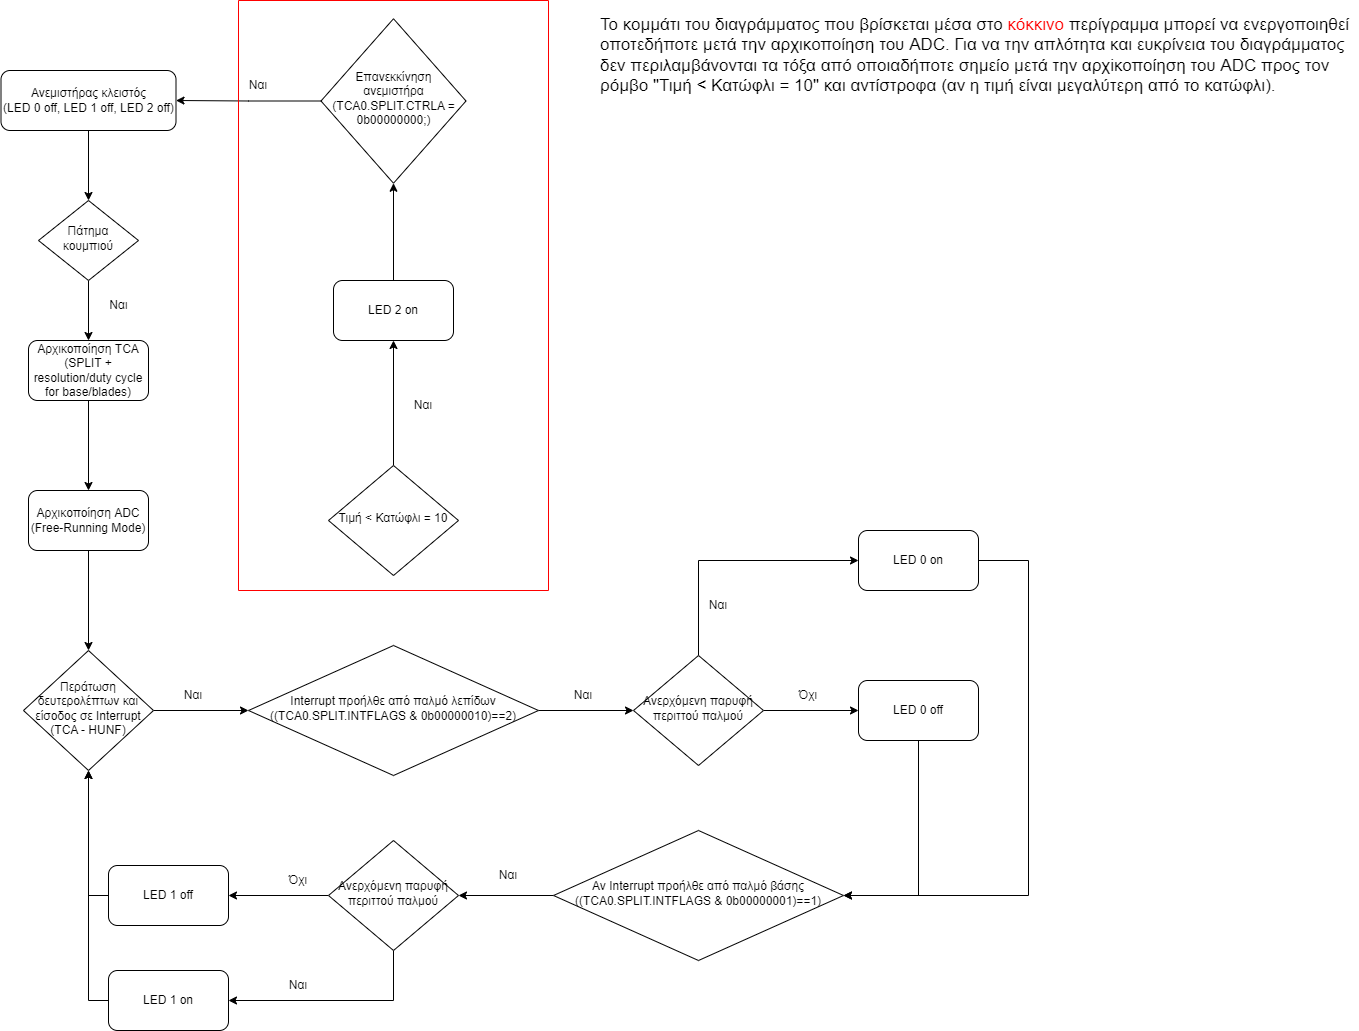 Το κομμάτι του διαγράμματος που βρίσκεται μέσα στο κόκκινο περίγραμμα μπορεί να ενεργοποιηθεί
οποτεδήποτε μετά την αρχικοποίηση του ADC. Για να την απλότητα και ευκρίνεια του διαγράμματος
δεν περιλαμβάνονται τα τόξα από οποιαδήποτε σημείο μετά την αρχίκοποίηση του ADC προς τον
ρόμβο "Τιμή < Κατώφλι = 10" και αντίστροφα (αν η τιμή είναι μεγαλύτερη από το κατώφλι).
Επανεκκίνηση
ανεμιστήρα
(TCA0.SPLIT.CTRLA =
0b00000000;)
Ναι
Ανεμιστήρας κλειστός
(LED 0 off, LED 1 off, LED 2 off)
Πάτημα
κουμπιού
Ναι
LED 2 on
Αρχικοποίηση TCA
(SPLIT +
resolution/duty cycle
for base/blades)
Ναι
Αρχικοποίηση ADC
(Free-Running Mode)
Τιμή < Κατώφλι = 10
LED 0 on
Ναι
Περάτωση
δευτερολέπτων και
είσοδος σε Interrupt
(TCA - HUNF)
Ναι
Interrupt προήλθε από παλμό λεπίδων
((TCA0.SPLIT.INTFLAGS & 0b00000010)==2)
Ναι
Ανερχόμενη παρυφή
περιττού παλμού
Όχι
LED 0 off
Αν Interrupt προήλθε από παλμό βάσης
((TCA0.SPLIT.INTFLAGS & 0b00000001)==1)
Ναι
Ανερχόμενη παρυφή
περιττού παλμού
Όχι
LED 1 off
Ναι
LED 1 on